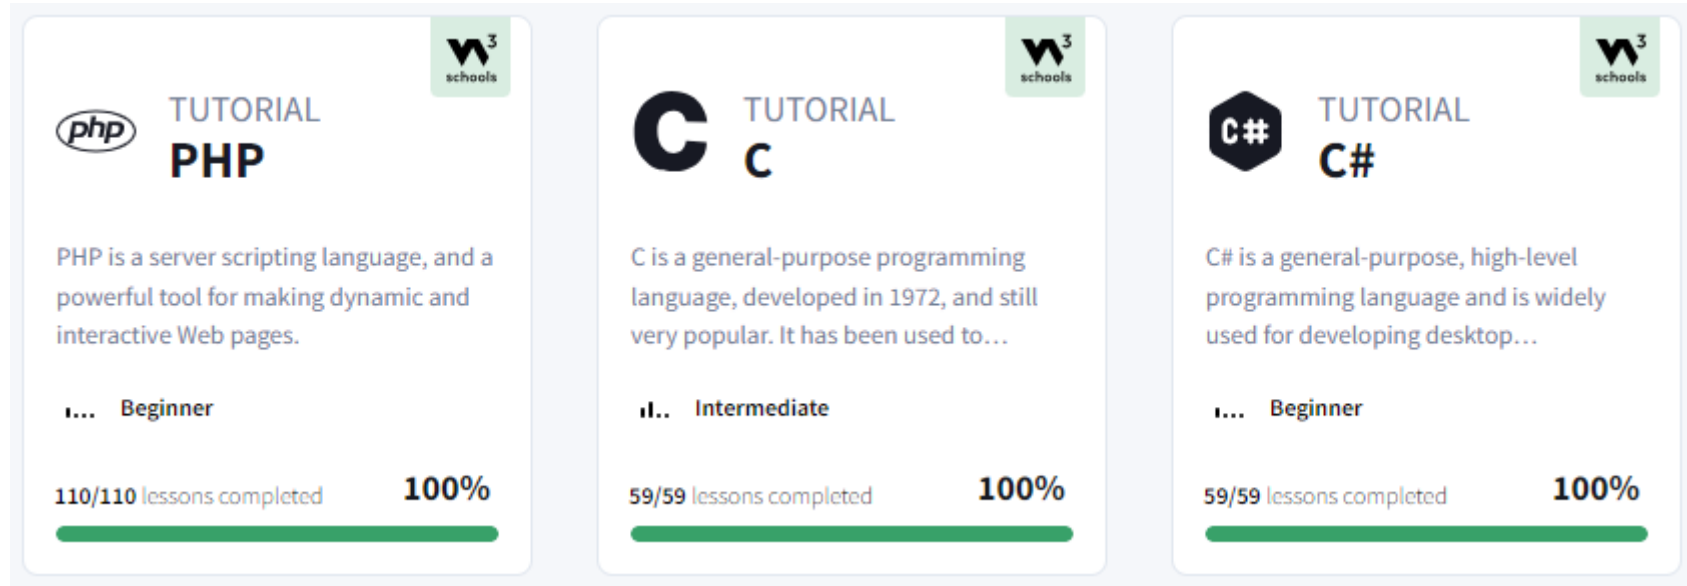 W3
schools
php
TUTORIAL
PHP
PHP is a server scripting language, and a
powerful tool for making dynamic and
interactive Web pages.
Beginner
110/110 lessons completed
100%
W3
schools
C
TUTORIAL
C
C is a general-purpose programming
language, developed in 1972, and still
very popular. It has been used to...
Intermediate
59/59 lessons completed
100%
W3
schools
C#
TUTORIAL
C#
C# is a general-purpose, high-level
programming language and is widely
used for developing desktop...
Beginner
59/59 lessons completed
100%